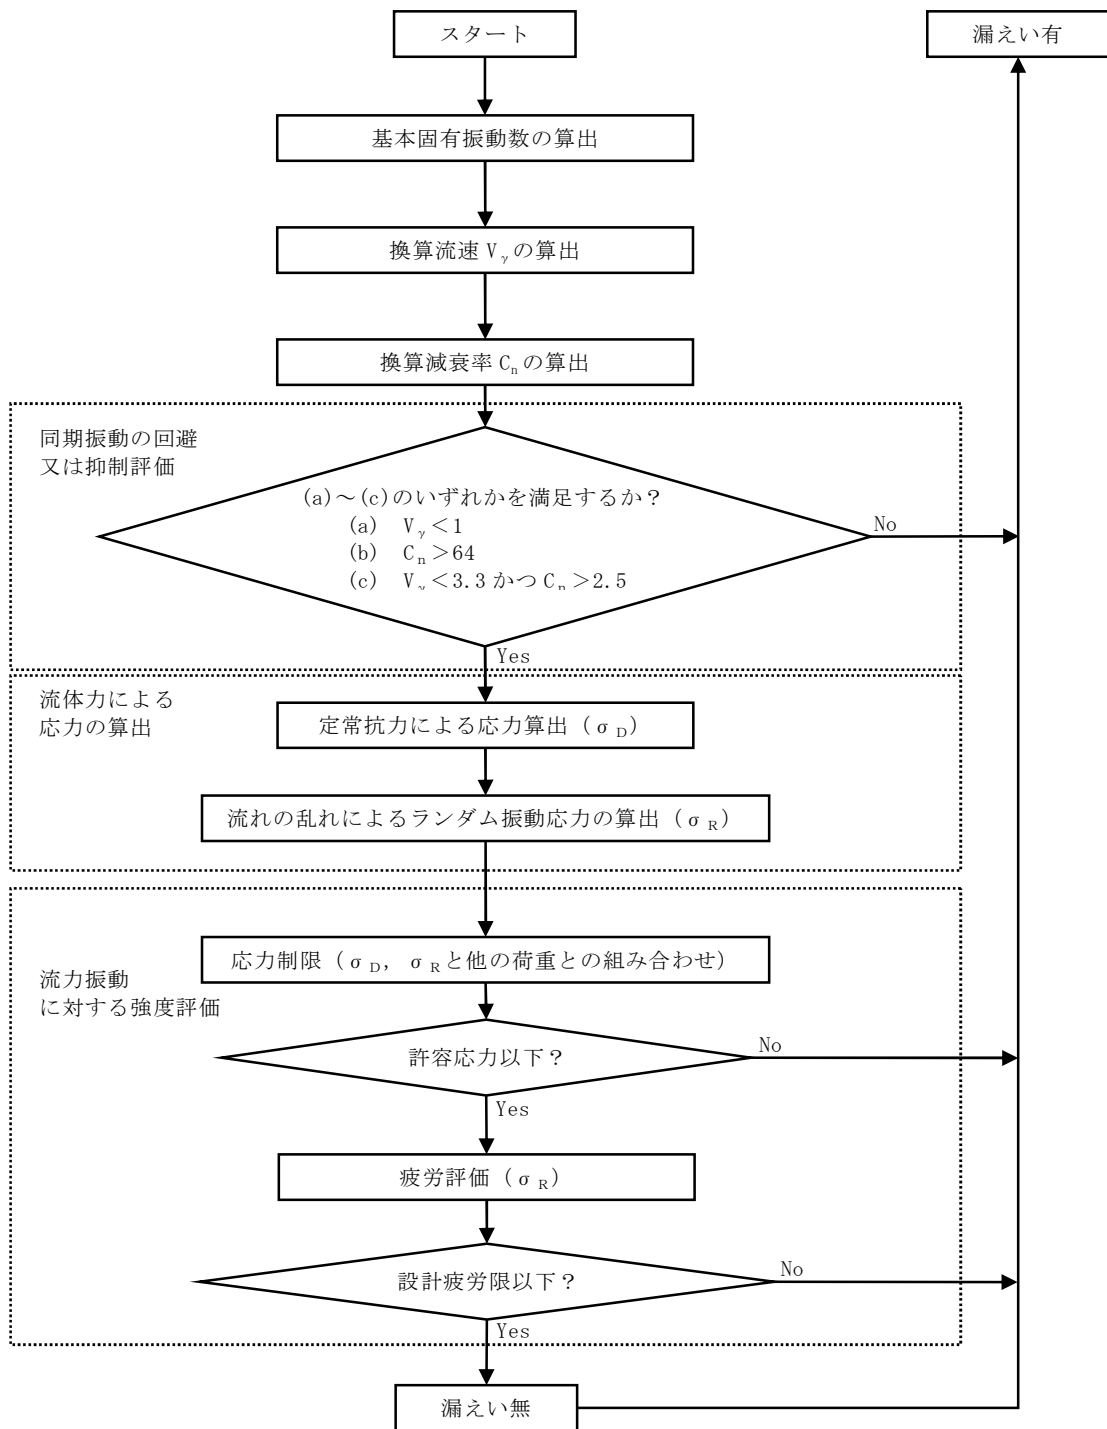 スタート
漏えい有
基本固有振動数の算出
換算流速 Vγの算出
換算減衰率 Cnの算出
同期振動の回避
又は抑制評価
(a)～(c)のいずれかを満足するか？
(a) Vγ＜1
(b) Cn＞64
(c) Vγ＜3.3 かつ Cn＞2.5
No
Yes
流体力による
応力の算出
定常抗力による応力算出（σD）
流れの乱れによるランダム振動応力の算出（σR）
応力制限（σD, σRと他の荷重との組み合わせ）
流力振動
に対する強度評価
許容応力以下？
No
Yes
疲労評価（σR）
設計疲労限以下？
No
Yes
漏えい無